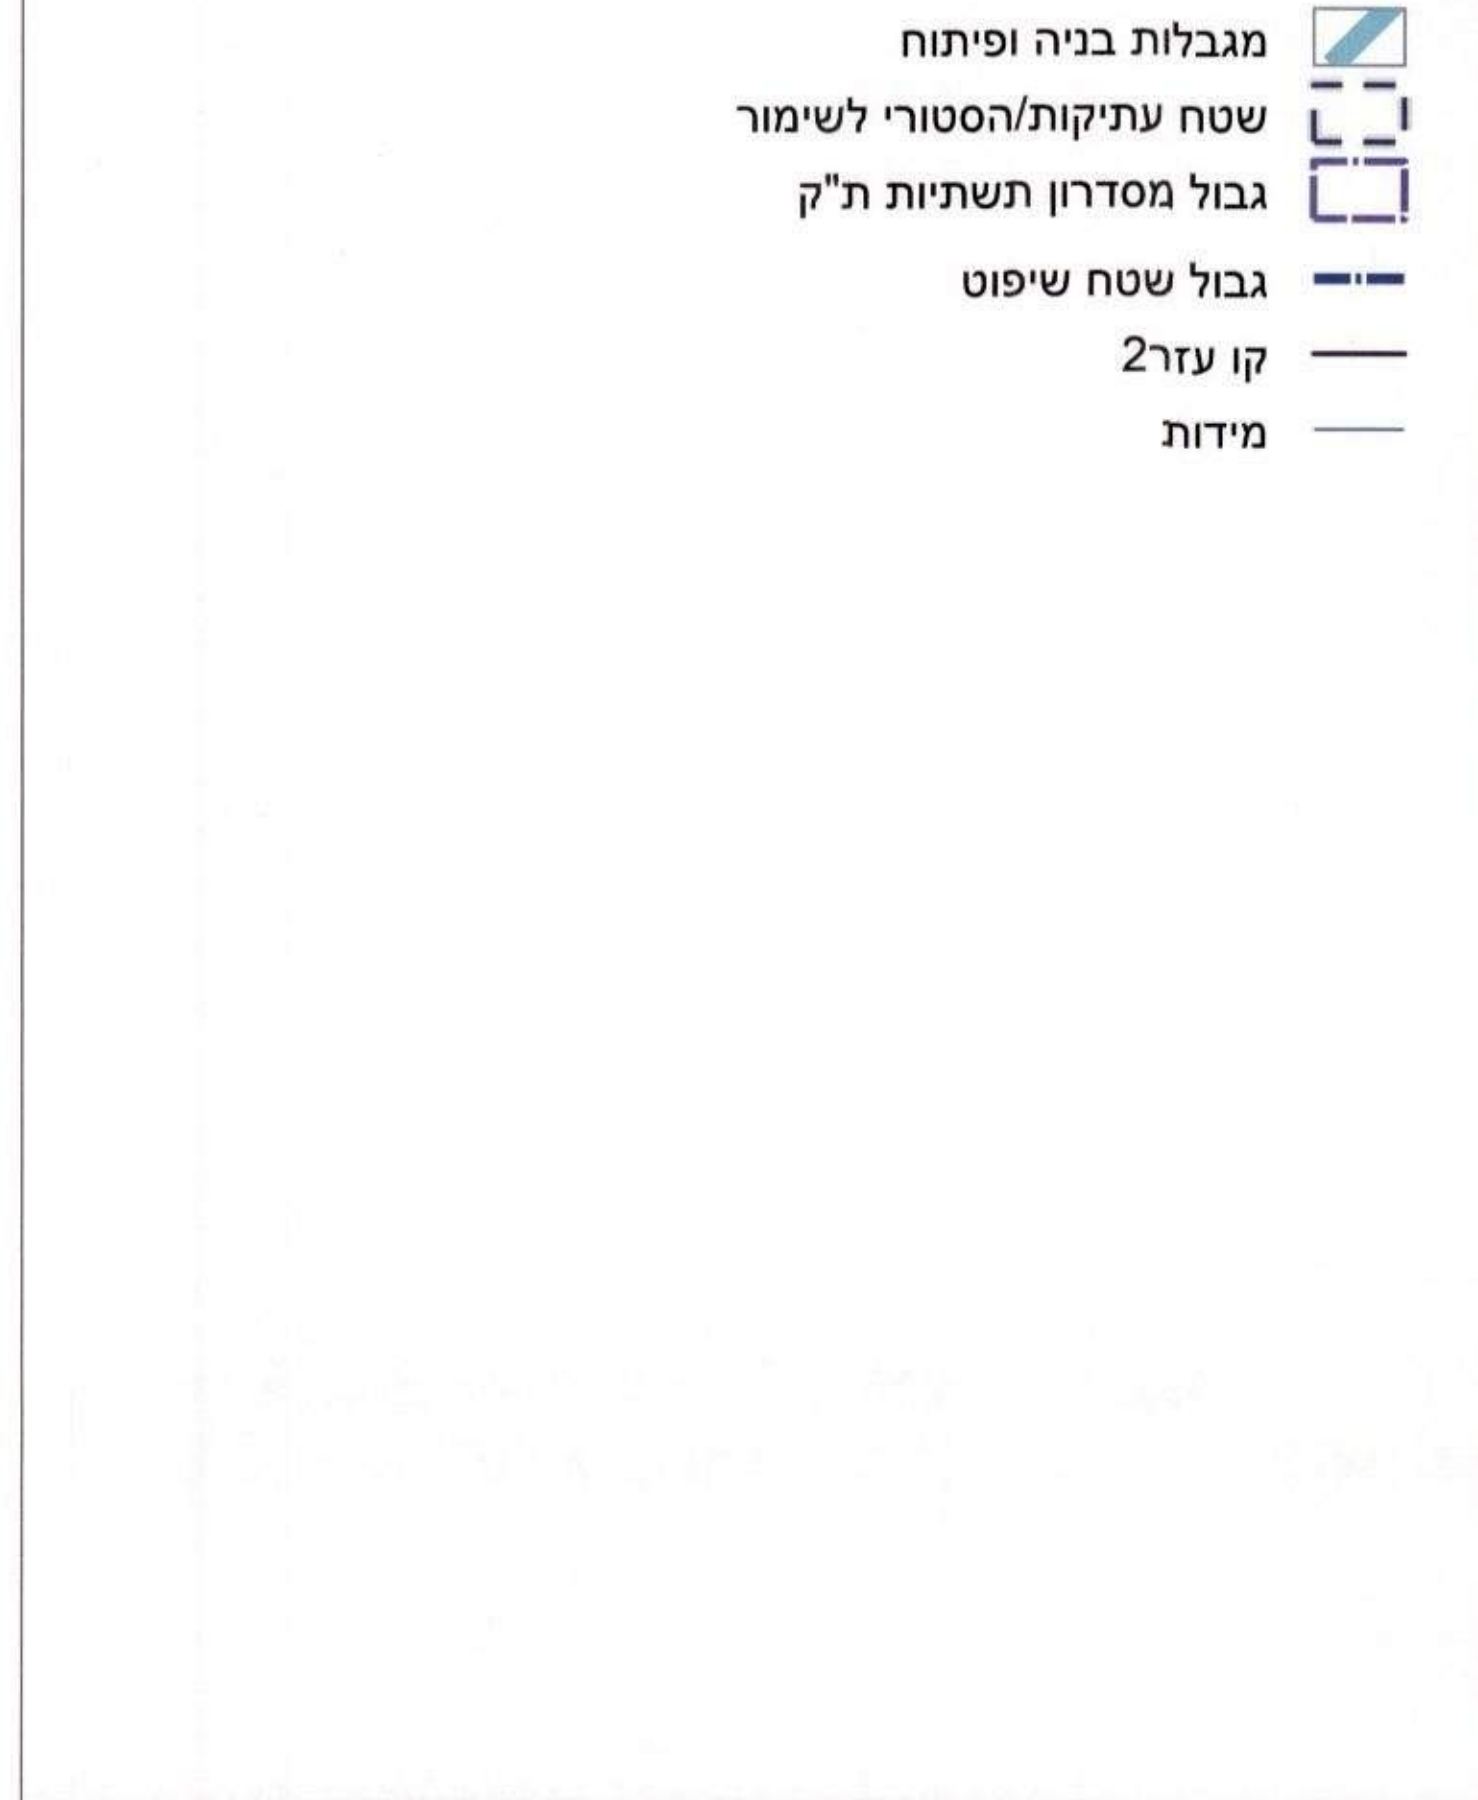 מגבלות בניה ופיתוח
שטח עתיקות/הסטורי לשימור
גבול מסדרון תשתיות ת"ק
גבול שטח שיפוט
קו עזר2
מידות